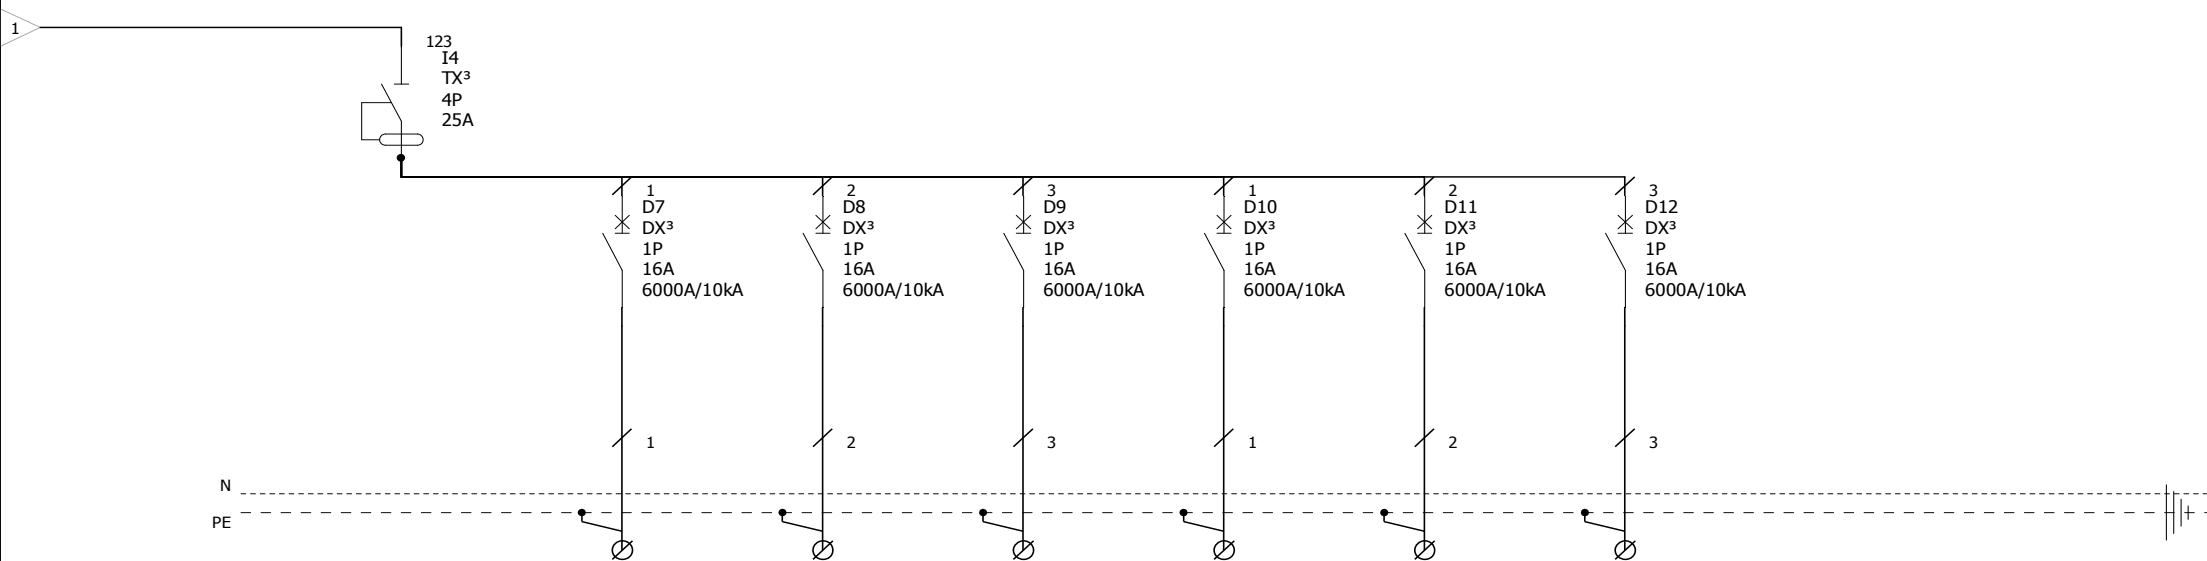 1
123
I4
TX³
4P
25A
1
D7
DX³
1P
16A
6000A/10kA
2
D8
DX³
1P
16A
6000A/10kA
3
D9
DX³
1P
16A
6000A/10kA
1
D10
DX³
1P
16A
6000A/10kA
2
D11
DX³
1P
16A
6000A/10kA
3
D12
DX³
1P
16A
6000A/10kA
1
2
3
1
2
3
N
PE